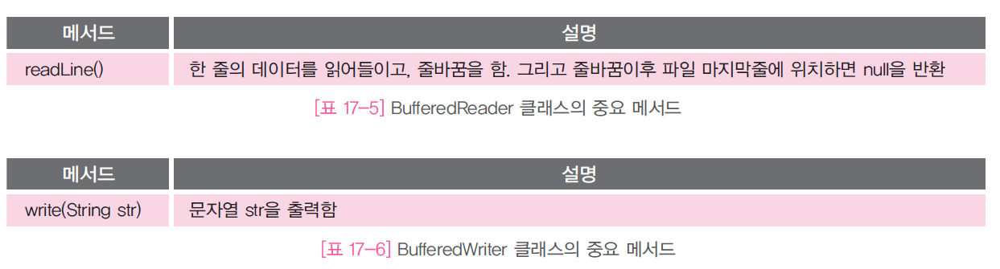 메서드 설명
readLine() 한 줄의 데이터를 읽어들이고, 줄바꿈을 함. 그리고 줄바꿈이후 파일 마지막줄에 위치하면 null을 반환
[표 17-5] BufferedReader 클래스의 중요 메서드
메서드 설명
write(String str) 문자열 str을 출력함
[표 17-6] BufferedWriter 클래스의 중요 메서드